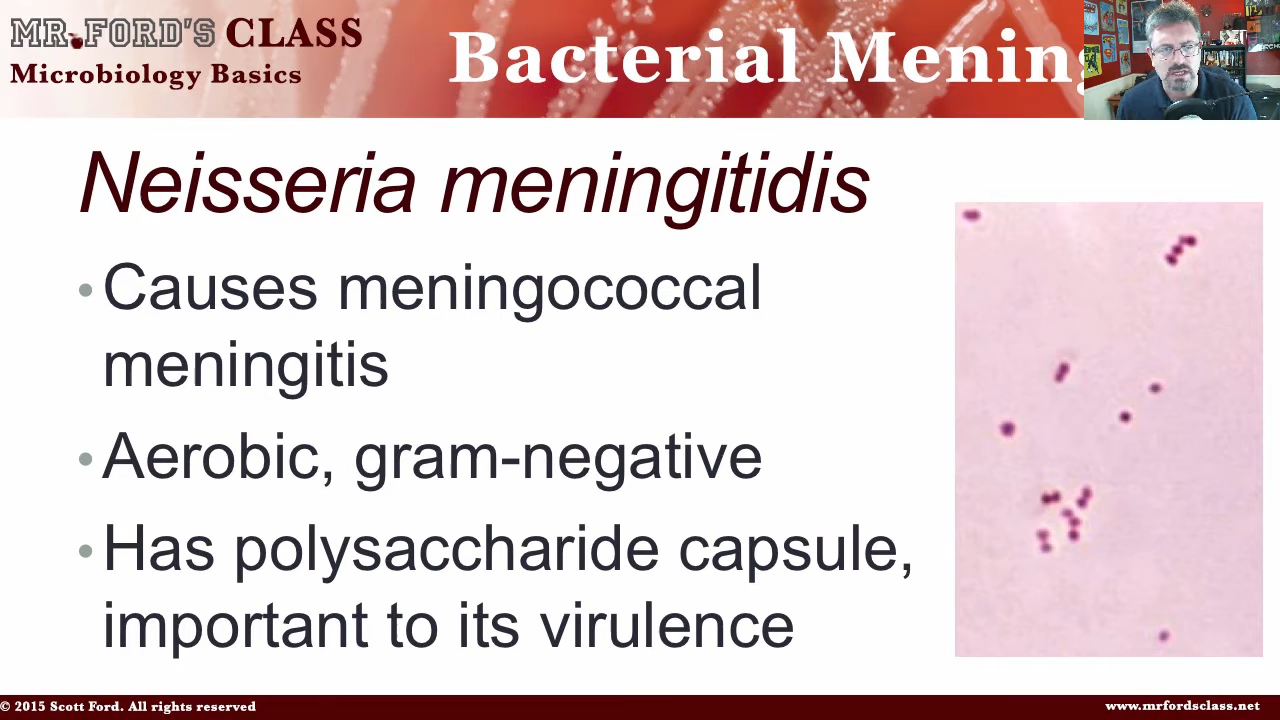 MR.FORD'S CLASS
Microbiology Basics
Bacterial Mening
Neisseria meningitidis
• Causes meningococcal
meningitis
• Aerobic, gram-negative
• Has polysaccharide capsule,
important to its virulence
© 2015 Scott Ford. All rights reserved
www.mrfordsclass.net